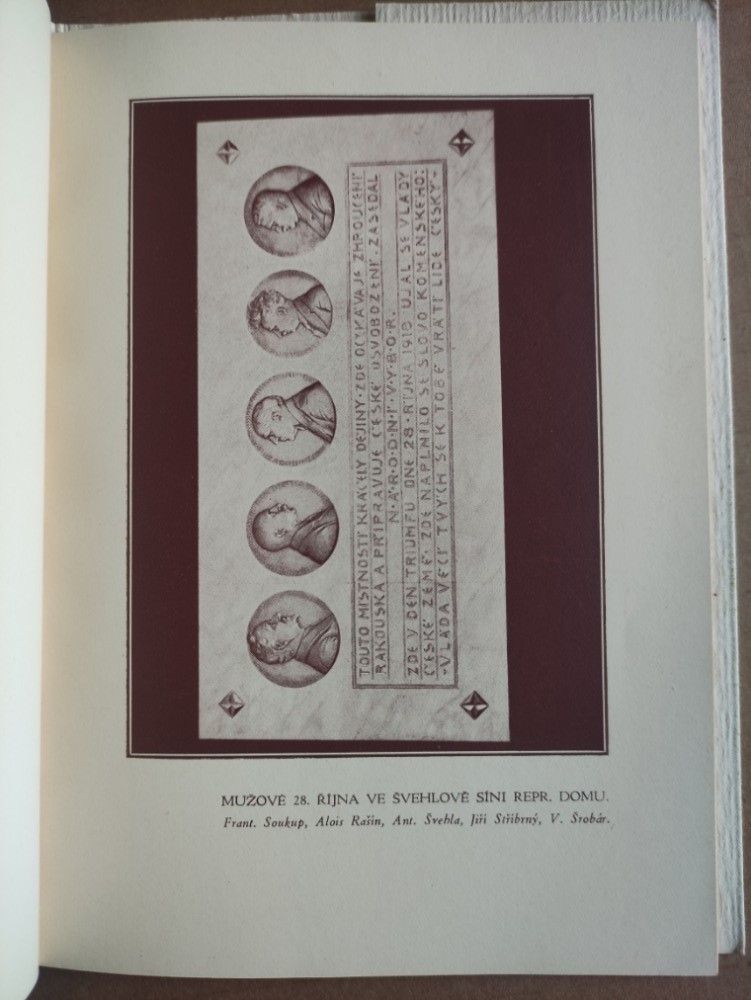 TOUTO MÍSTNOSTÍ KRÁČELY DĚJINY · ZDE OČEKÁVAJE ZHROUCENÍ
RAKOUSKA A PŘIPRAVUJE ČESKÉ OSVOBOZENÍ · ZASEDAL
N·Á·R·O·D·N·Í · V·Ý·B·O·R·
ZDE V DEN TRIUMFU DNE 28· ŘÍJNA 1918 UJAL SE VLÁDY
ČESKÉ ZEMĚ · ZDE NAPLNILO SE SLOVO KOMENSKÉHO:
·VLÁDA VĚCÍ TVÝCH SE K TOBĚ VRÁTÍ LIDE ČESKÝ·
MUŽOVÉ 28. ŘÍJNA VE ŠVEHLOVĚ SÍNI REPR. DOMU.
Frant. Soukup, Alois Rašín, Ant. Švehla, Jiří Stříbrný, V. Šrobár.